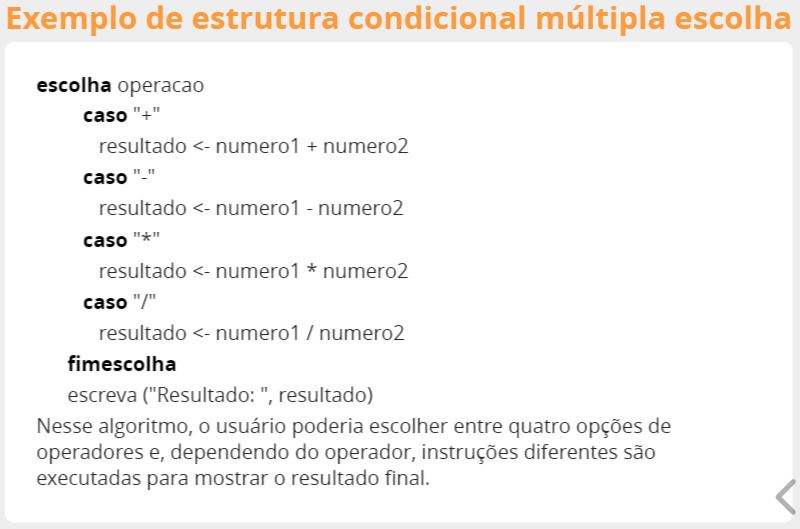 Exemplo de estrutura condicional múltipla escolha
escolha operacao
caso "+"
resultado <- numero1 + numero2
caso "-"
resultado <- numero1 - numero2
caso "*"
resultado <- numero1 * numero2
caso "/"
resultado <- numero1 / numero2
fimescolha
escreva ("Resultado: ", resultado)
Nesse algoritmo, o usuário poderia escolher entre quatro opções de
operadores e, dependendo do operador, instruções diferentes são
executadas para mostrar o resultado final.